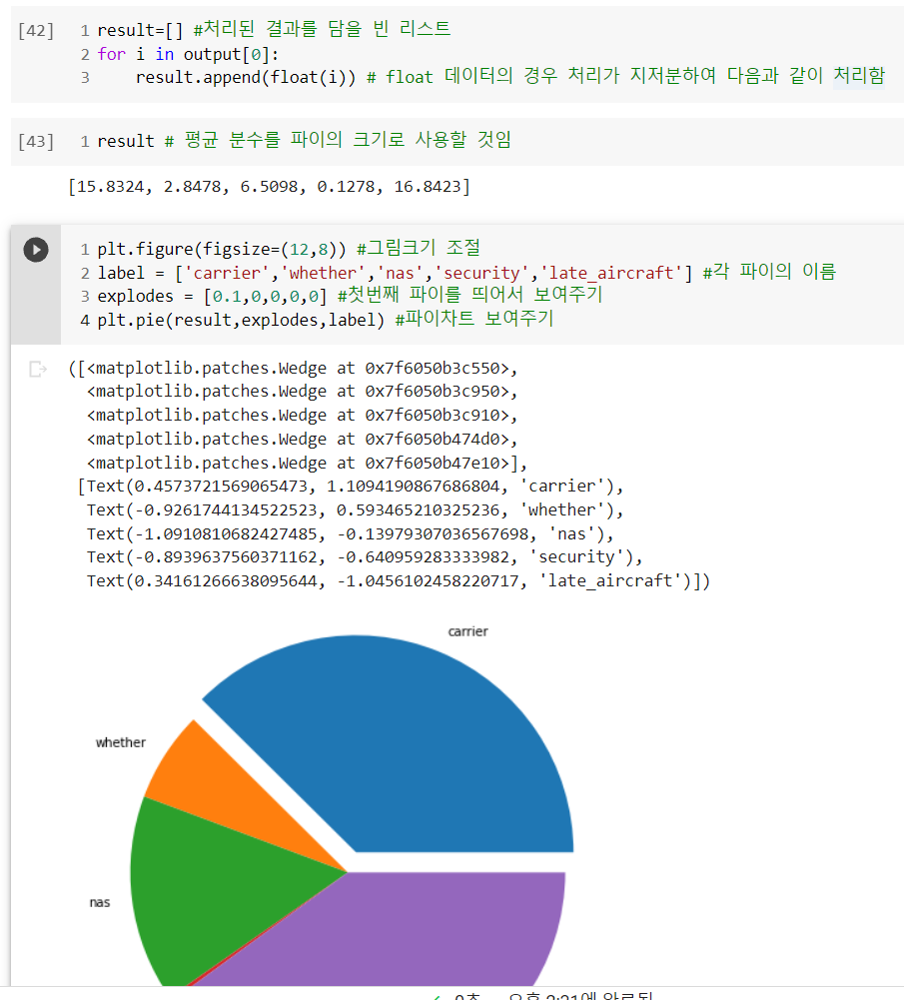 [42] 1 result=[] #처리된 결과를 담을 빈 리스트
2 for i in output[0]:
3 result.append(float(i)) # float 데이터의 경우 처리가 지저분하여 다음과 같이 처리함
[43] 1 result # 평균 분수를 파이의 크기로 사용할 것임
[15.8324, 2.8478, 6.5098, 0.1278, 16.8423]
1 plt.figure(figsize=(12,8)) #그림크기 조절
2 label = ['carrier','whether','nas','security','late_aircraft'] #각 파이의 이름
3 explodes = [0.1,0,0,0,0] #첫번째 파이를 띄어서 보여주기
4 plt.pie(result,explodes,label) #파이차트 보여주기
([<matplotlib.patches.Wedge at 0x7f6050b3c550>,
<matplotlib.patches.Wedge at 0x7f6050b3c950>,
<matplotlib.patches.Wedge at 0x7f6050b3c910>,
<matplotlib.patches.Wedge at 0x7f6050b474d0>,
<matplotlib.patches.Wedge at 0x7f6050b47e10>],
[Text(0.4573721569065473, 1.1094190867686804, 'carrier'),
Text(-0.9261744134522523, 0.593465210325236, 'whether'),
Text(-1.0910810682427485, -0.13979307036567698, 'nas'),
Text(-0.8939637560371162, -0.640959283333982, 'security'),
Text(0.34161266638095644, -1.0456102458220717, 'late_aircraft')])
carrier
whether
nas